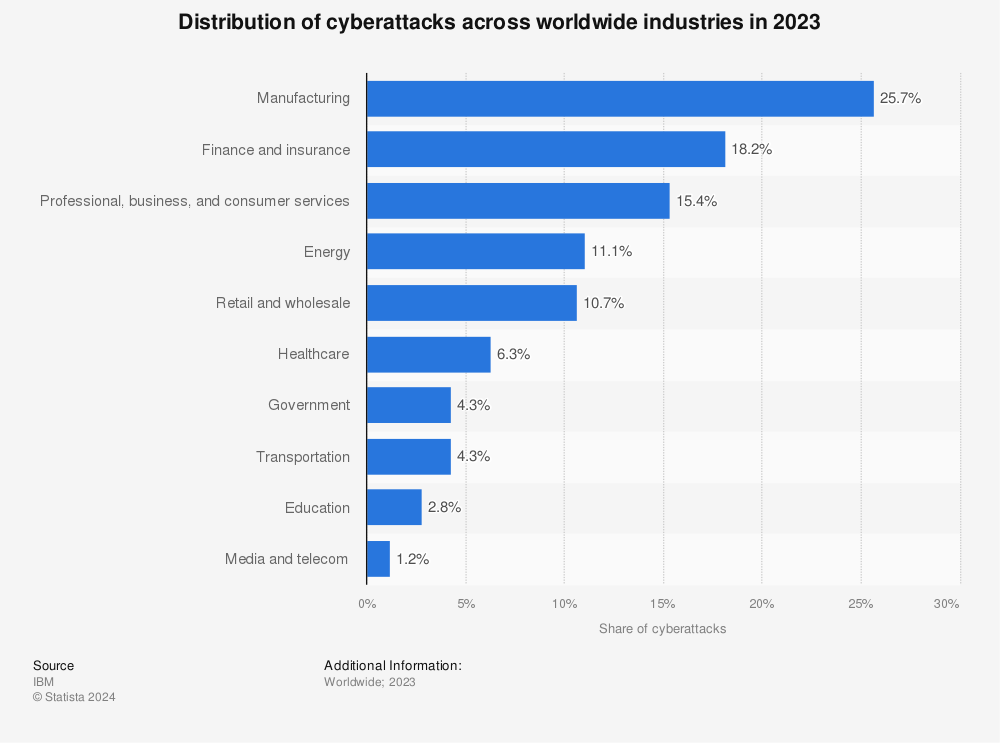 Distribution of cyberattacks across worldwide industries in 2023
Manufacturing 25.7%
Finance and insurance 18.2%
Professional, business, and consumer services 15.4%
Energy 11.1%
Retail and wholesale 10.7%
Healthcare 6.3%
Government 4.3%
Transportation 4.3%
Education 2.8%
Media and telecom 1.2%
0% 5% 10% 15% 20% 25% 30%
Share of cyberattacks
Source
IBM
© Statista 2024
Additional Information:
Worldwide; 2023